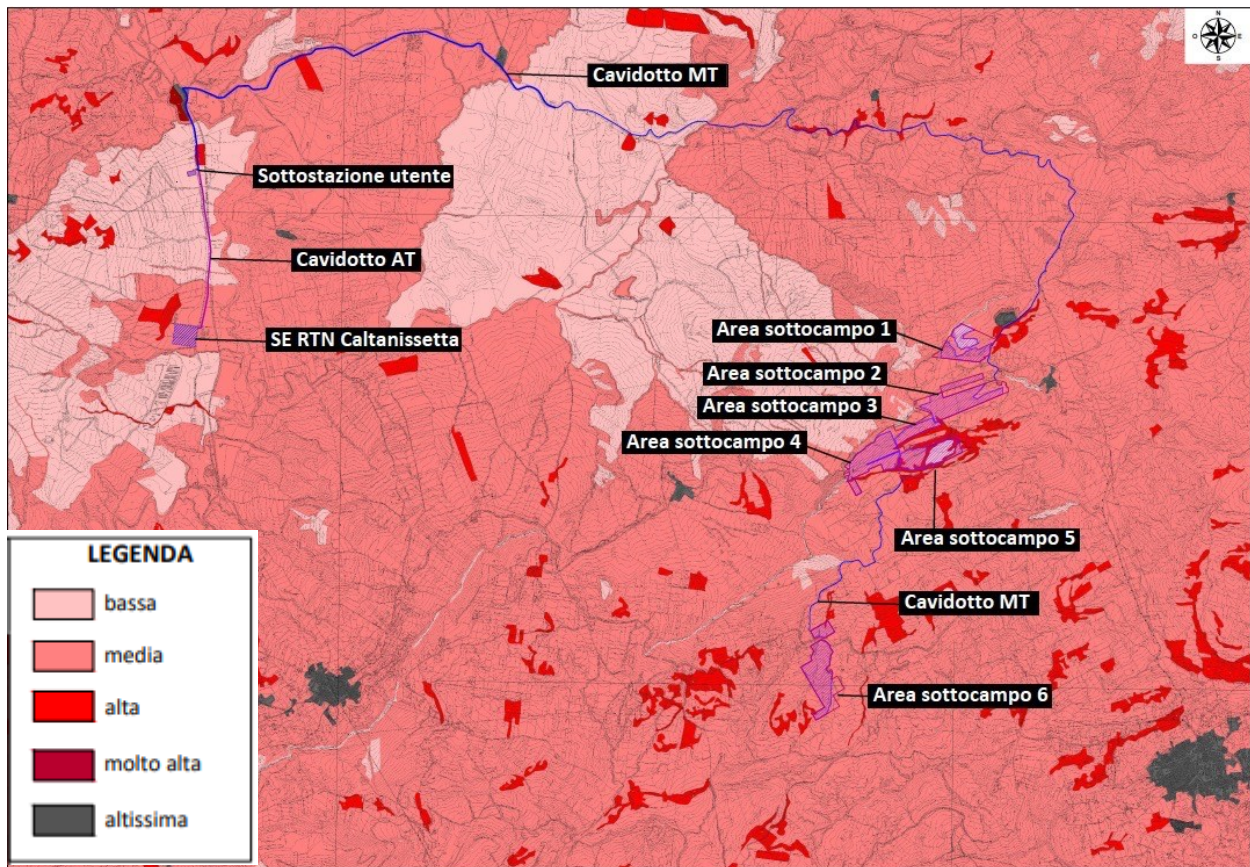 N
O E
S
Cavidotto MT
Sottostazione utente
Cavidotto AT
SE RTN Caltanissetta
Area sottocampo 1
Area sottocampo 2
Area sottocampo 3
Area sottocampo 4
Area sottocampo 5
Cavidotto MT
Area sottocampo 6
LEGENDA
bassa
media
alta
molto alta
altissima